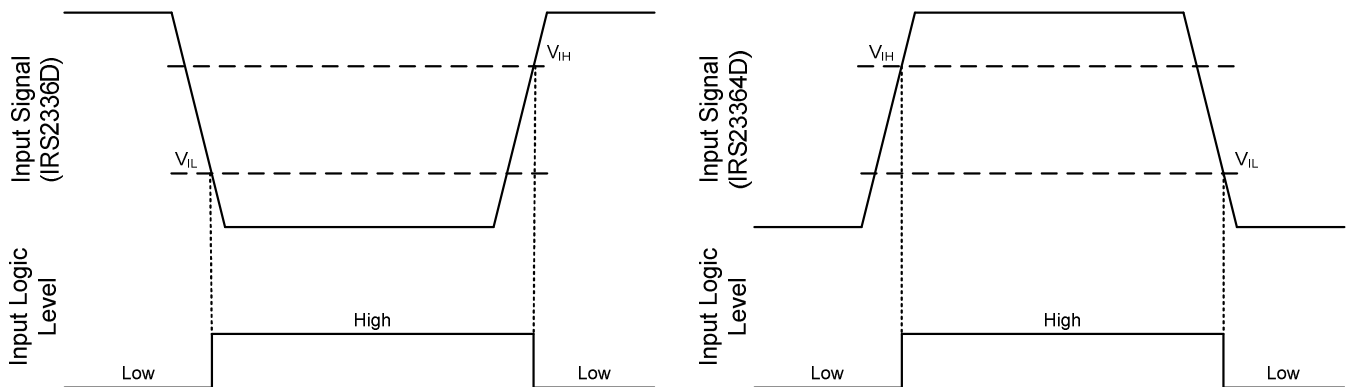 Input Signal
(IRS2336D)
V_IH
V_IL
Input Logic
Level
High
Low
Low
Input Signal
(IRS23364D)
V_IH
V_IL
Input Logic
Level
High
Low
Low